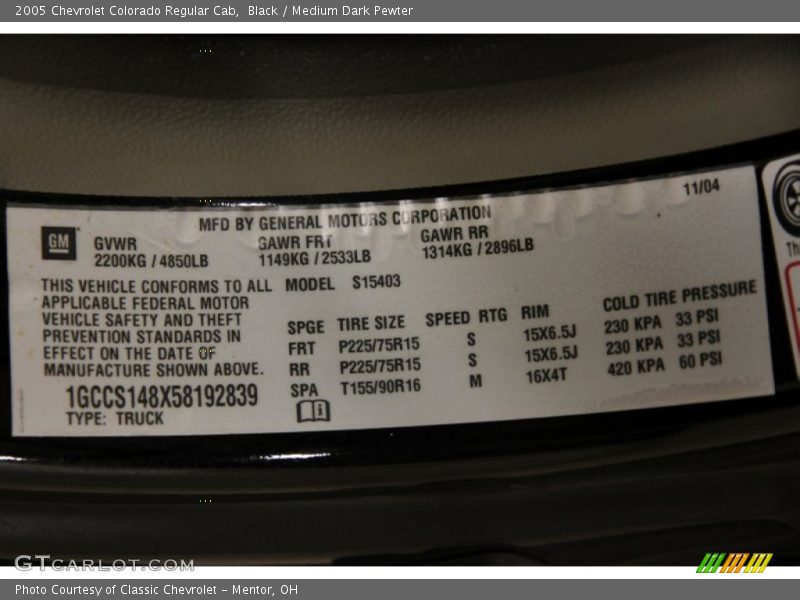 2005 Chevrolet Colorado Regular Cab,  Black / Medium Dark Pewter
11/04
MFD BY GENERAL MOTORS CORPORATION
GM
GVWR GAWR FRT GAWR RR
2200KG / 4850LB 1149KG / 2533LB 1314KG / 2896LB
THIS VEHICLE CONFORMS TO ALL
APPLICABLE FEDERAL MOTOR
VEHICLE SAFETY AND THEFT
PREVENTION STANDARDS IN
EFFECT ON THE DATE OF
MANUFACTURE SHOWN ABOVE.
1GCCS148X58192839
TYPE: TRUCK
MODEL S15403
SPGE TIRE SIZE SPEED RTG RIM COLD TIRE PRESSURE
FRT P225/75R15 S 15X6.5J 230 KPA 33 PSI
RR P225/75R15 S 15X6.5J 230 KPA 33 PSI
SPA T155/90R16 M 16X4T 420 KPA 60 PSI
GTCARLOT.COM
Photo Courtesy of Classic Chevrolet - Mentor, OH